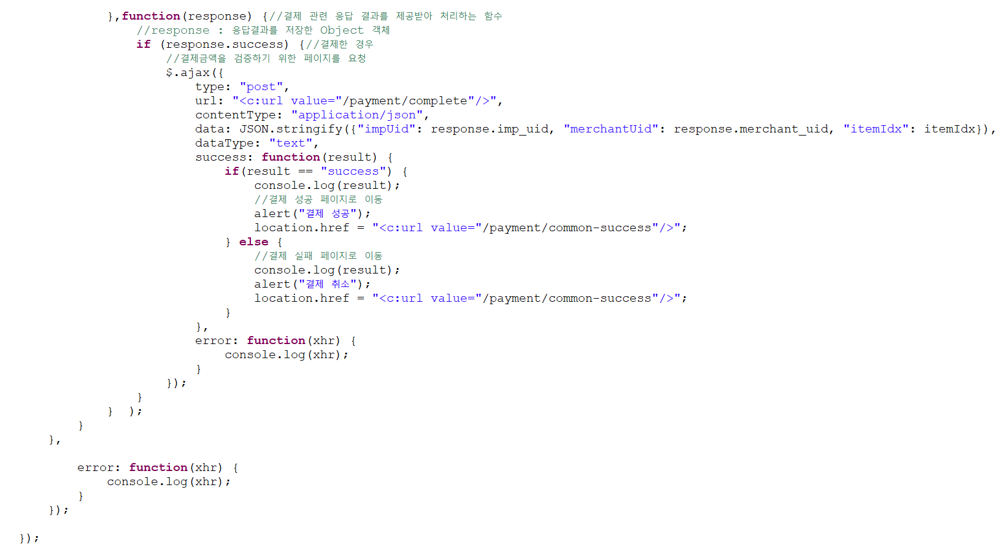 },function(response) {//결제 관련 응답 결과를 제공받아 처리하는 함수
//response : 응답결과를 저장한 Object 객체
if (response.success) {//결제한 경우
//결제금액을 검증하기 위한 페이지를 요청
$.ajax({
type: "post",
url: "<c:url value="/payment/complete"/>",
contentType: "application/json",
data: JSON.stringify({"impUid": response.imp_uid, "merchantUid": response.merchant_uid, "itemIdx": itemIdx}),
dataType: "text",
success: function(result) {
if(result == "success") {
console.log(result);
//결제 성공 페이지로 이동
alert("결제 성공");
location.href = "<c:url value="/payment/common-success"/>";
} else {
//결제 실패 페이지로 이동
console.log(result);
alert("결제 취소");
location.href = "<c:url value="/payment/common-success"/>";
}
},
error: function(xhr) {
console.log(xhr);
}
});
}
}  );
}
},
error: function(xhr) {
console.log(xhr);
}
});
});